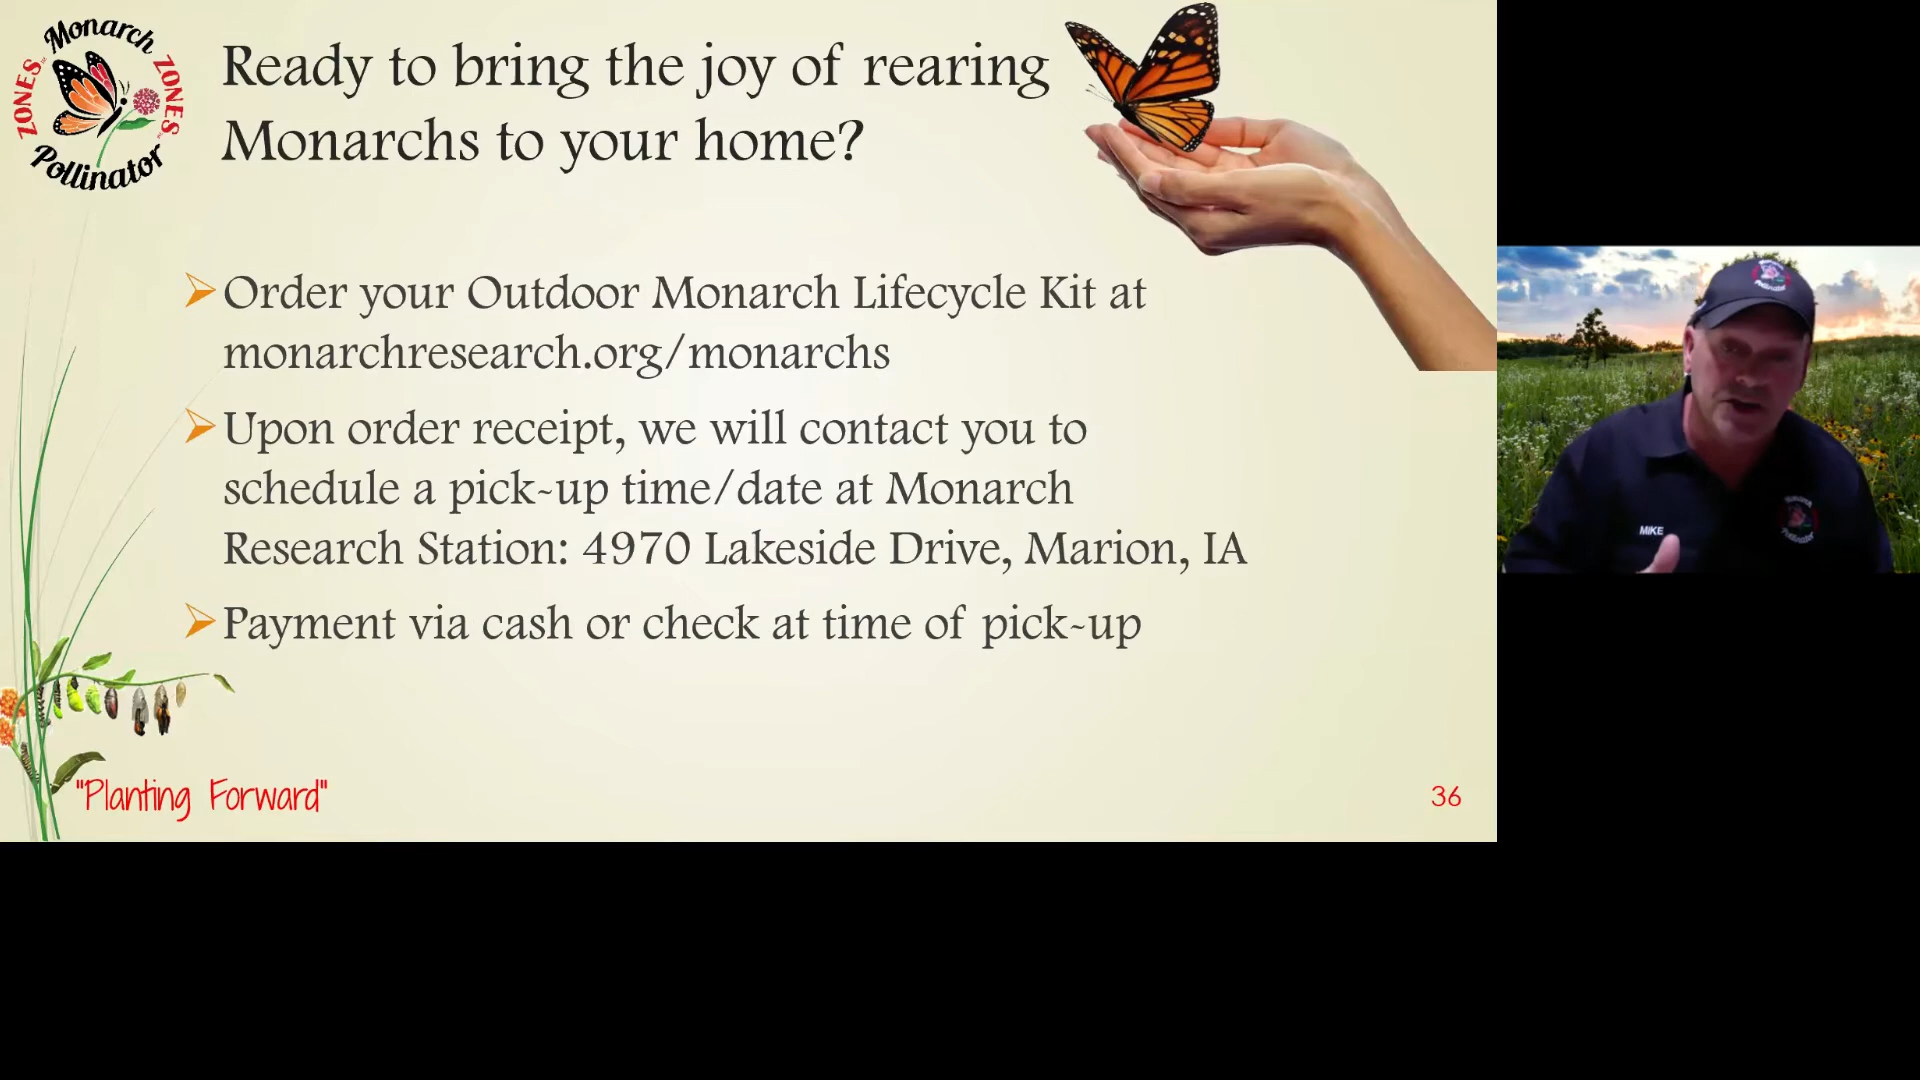 Monarch
ZONES
ZONES
Pollinator
Ready to bring the joy of rearing
Monarchs to your home?
Order your Outdoor Monarch Lifecycle Kit at
monarchresearch.org/monarchs
Upon order receipt, we will contact you to
schedule a pick-up time/date at Monarch
Research Station: 4970 Lakeside Drive, Marion, IA
Payment via cash or check at time of pick-up
"Planting Forward"
36
MIKE
Pollinator